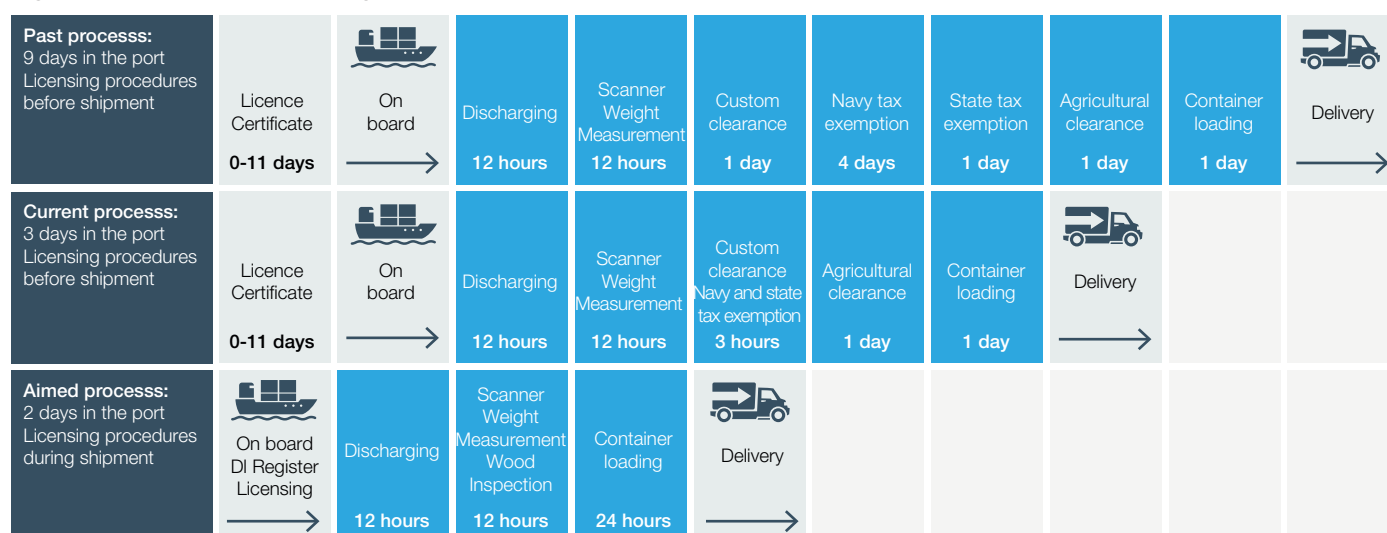 Past processs:
9 days in the port
Licensing procedures
before shipment
Licence
Certificate
0-11 days
On
board
Discharging
12 hours
Scanner
Weight
Measurement
12 hours
Custom
clearance
1 day
Navy tax
exemption
4 days
State tax
exemption
1 day
Agricultural
clearance
1 day
Container
loading
1 day
Delivery
Current processs:
3 days in the port
Licensing procedures
before shipment
Licence
Certificate
0-11 days
On
board
Discharging
12 hours
Scanner
Weight
Measurement
12 hours
Custom
clearance
Navy and state
tax exemption
3 hours
Agricultural
clearance
1 day
Container
loading
1 day
Delivery
Aimed processs:
2 days in the port
Licensing procedures
during shipment
On board
DI Register
Licensing
Discharging
12 hours
Scanner
Weight
Measurement
Wood
Inspection
12 hours
Container
loading
24 hours
Delivery